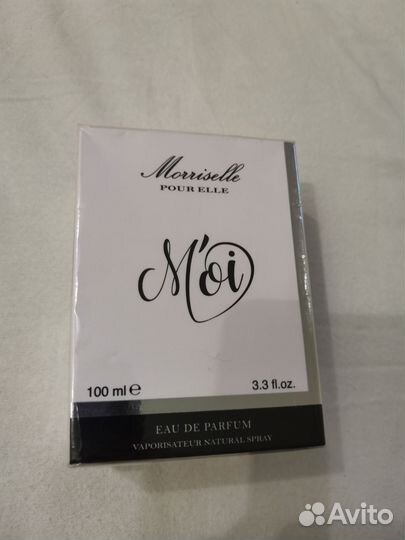 Morriselle
POUR ELLE
M'oi
100 ml e 3.3 fl.oz.
EAU DE PARFUM
VAPORISATEUR NATURAL SPRAY
Avito